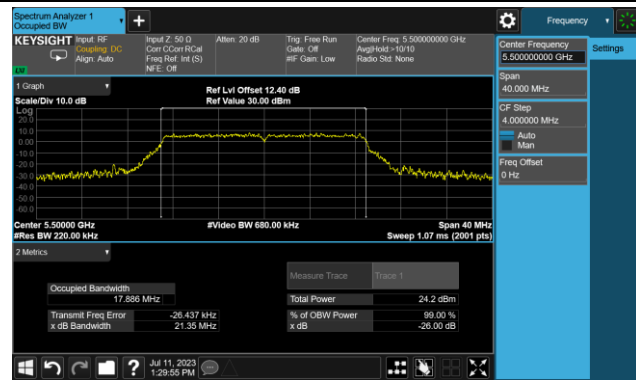 Spectrum Analyzer 1
Occupied BW
Frequency
KEYSIGHT
Input: RF
Coupling: DC
Align: Auto
Input Z: 50 Ω
Corr CCorr RCal
Freq Ref: Int (S)
NFE: Off
Atten: 20 dB
Trig: Free Run
Gate: Off
#IF Gain: Low
Center Freq: 5.500000000 GHz
Avg|Hold:>10/10
Radio Std: None
Center Frequency
5.500000000 GHz
Settings
Span
40.000 MHz
CF Step
4.000000 MHz
Auto
Man
Freq Offset
0 Hz
1 Graph
Scale/Div 10.0 dB
Ref Lvl Offset 12.40 dB
Ref Value 30.00 dBm
Log
20.0
10.0
0.00
-10.0
-20.0
-30.0
-40.0
-50.0
-60.0
Center 5.50000 GHz
#Video BW 680.00 kHz
Span 40 MHz
#Res BW 220.00 kHz
Sweep 1.07 ms (2001 pts)
2 Metrics
Measure Trace
Trace 1
Occupied Bandwidth
17.886 MHz
Total Power
24.2 dBm
Transmit Freq Error
-26.437 kHz
% of OBW Power
99.00 %
x dB Bandwidth
21.35 MHz
x dB
-26.00 dB
?
Jul 11, 2023
1:29:55 PM